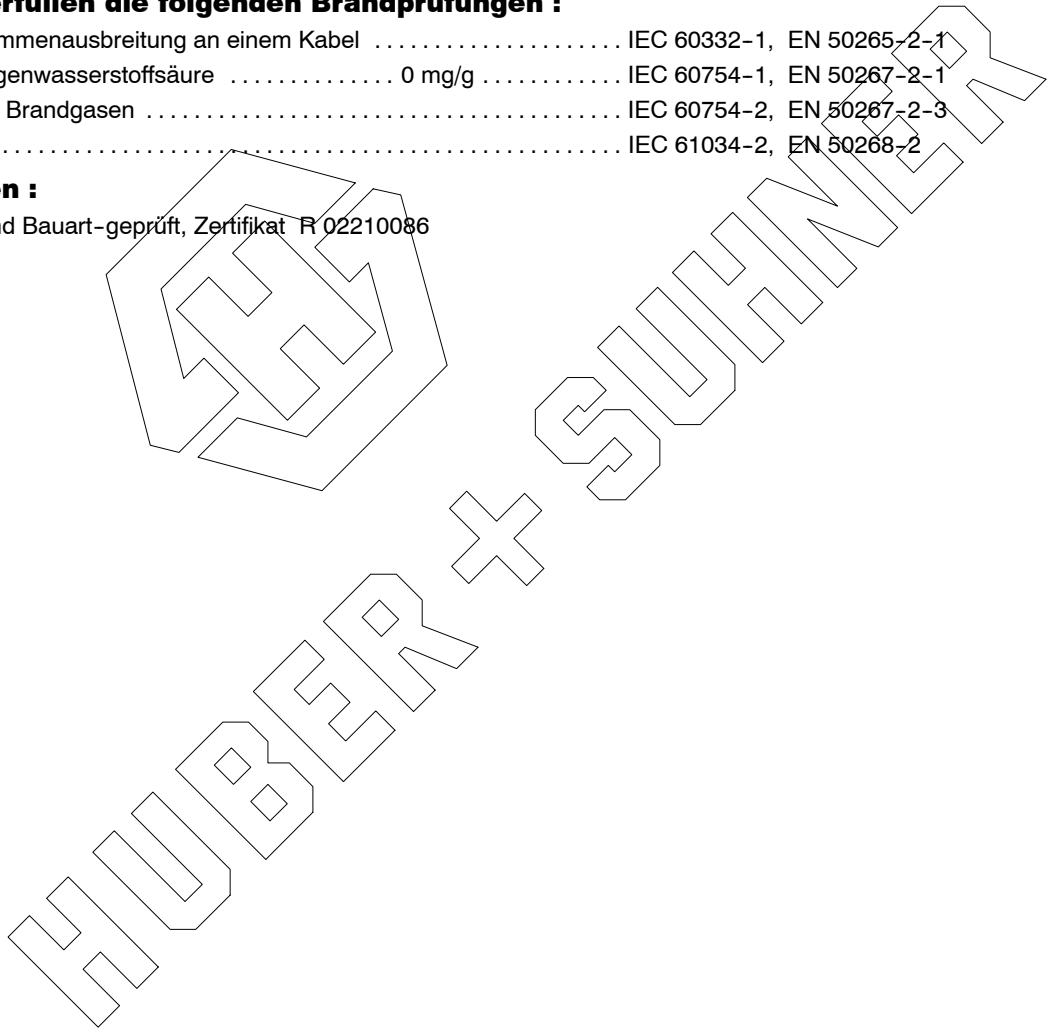 erfüllen die folgenden Brandprüfungen :
mmenausbreitung an einem Kabel ..................... IEC 60332-1, EN 50265-2-1
genwasserstoffsäure .............. 0 mg/g ............ IEC 60754-1, EN 50267-2-1
Brandgasen ........................................ IEC 60754-2, EN 50267-2-3
.................................................... IEC 61034-2, EN 50268-2
en :
nd Bauart-geprüft, Zertifikat R 02210086
H
HUBER + SUHNER